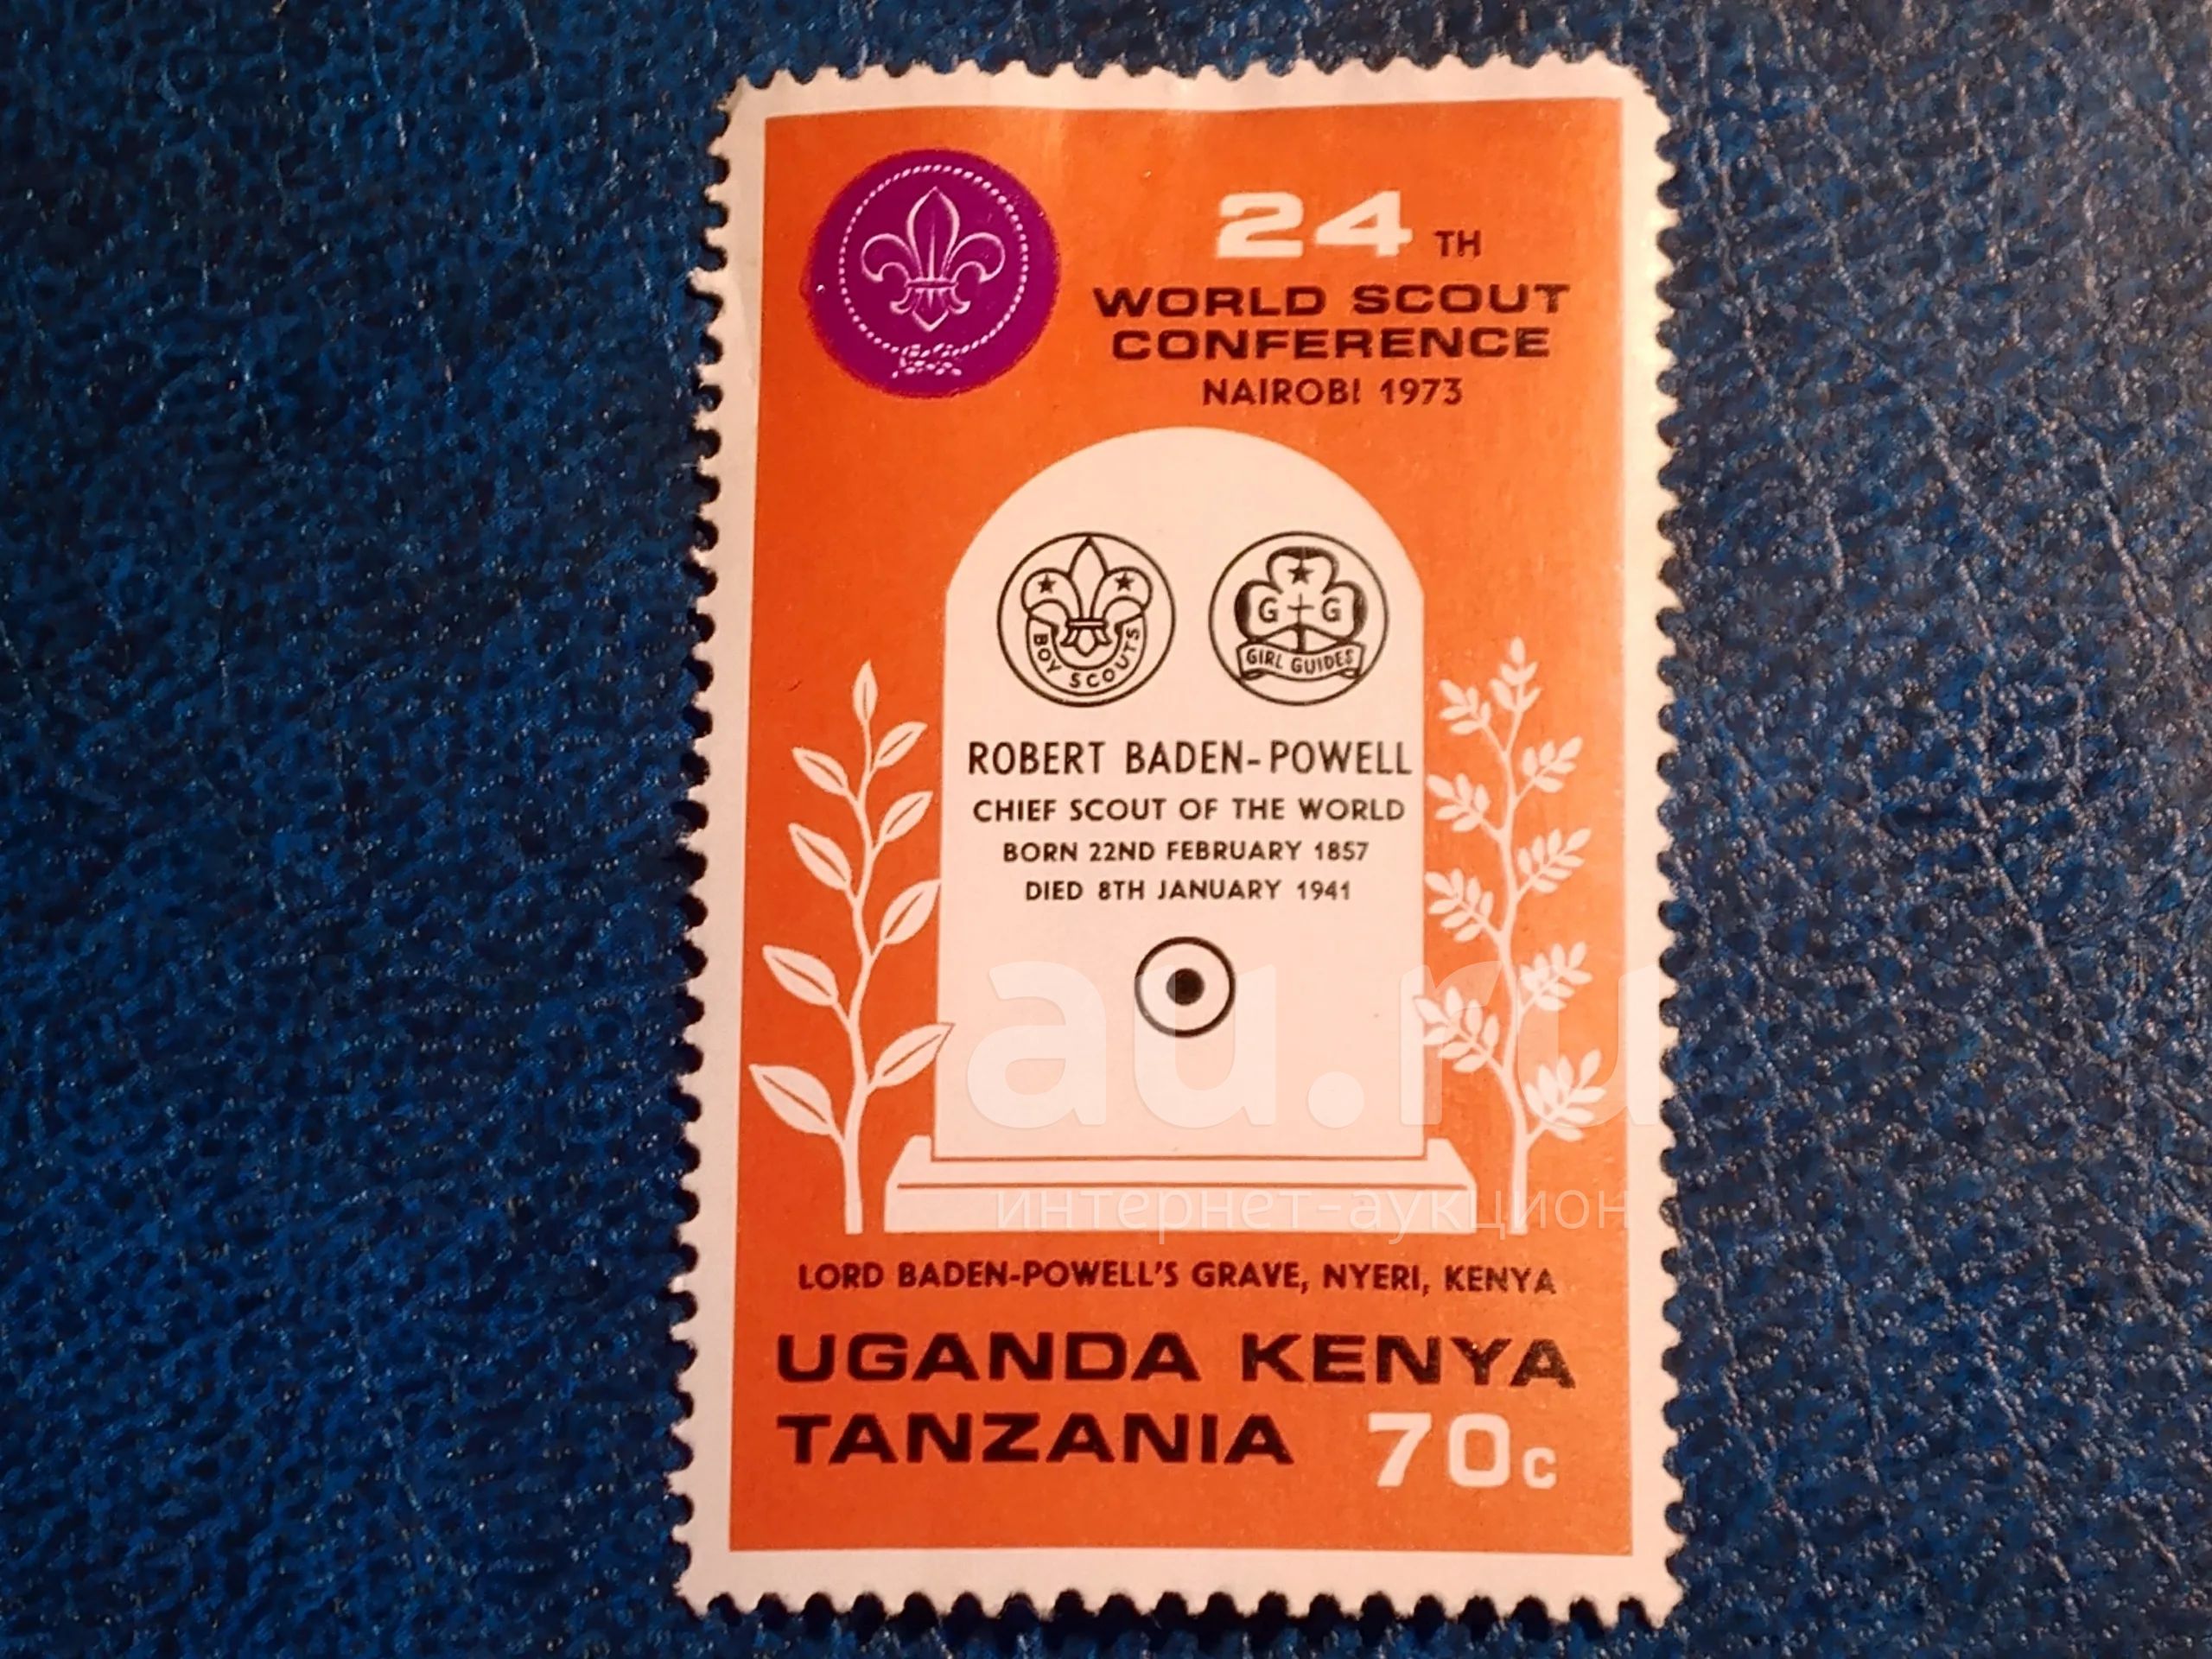 24 TH
WORLD SCOUT
CONFERENCE
NAIROBI 1973
BOY SCOUTS
G G
GIRL GUIDES
ROBERT BADEN-POWELL
CHIEF SCOUT OF THE WORLD
BORN 22ND FEBRUARY 1857
DIED 8TH JANUARY 1941
au.ru
интернет-аукцион
LORD BADEN-POWELL'S GRAVE, NYERI, KENYA
UGANDA KENYA
TANZANIA 70c